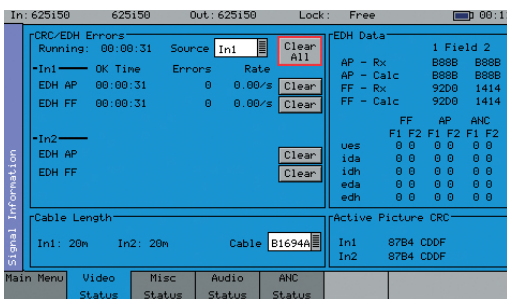 In: 625i50 625i50 Out: 625i50 Lock: Free 00:1
CRC/EDH Errors
Running: 00:00:31 Source In1 Clear All
In1 OK Time Errors Rate
EDH AP 00:00:31 0 0.00/s Clear
EDH FF 00:00:31 0 0.00/s Clear
In2
EDH AP Clear
EDH FF Clear
EDH Data
1 Field 2
AP - Rx B88B B88B
AP - Calc B88B B88B
FF - Rx 92D0 1414
FF - Calc 92D0 1414
FF AP ANC
F1 F2 F1 F2 F1 F2
ues 0 0 0 0 0 0
ida 0 0 0 0 0 0
idh 0 0 0 0 0 0
eda 0 0 0 0 0 0
edh 0 0 0 0 0 0
Cable Length
In1: 20m In2: 20m Cable B1694A
Active Picture CRC
In1 87B4 CDDF
In2 87B4 CDDF
Signal Information
Main Menu Video Status Misc Status Audio Status ANC Status